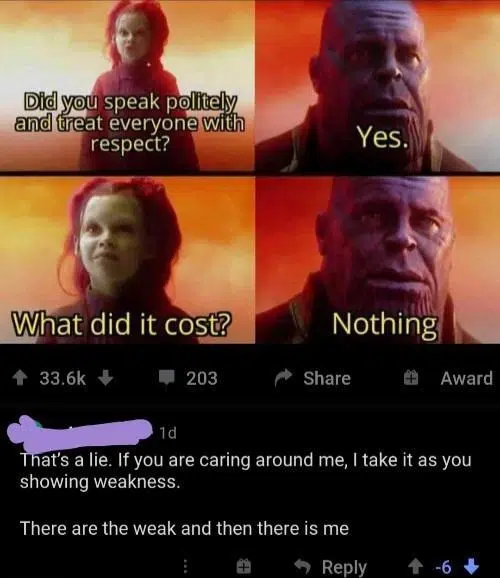 Did you speak politely
and treat everyone with
respect?
Yes.
What did it cost?
Nothing
33.6k
203
Share
Award
1d
That's a lie. If you are caring around me, I take it as you
showing weakness.
There are the weak and then there is me
Reply
-6